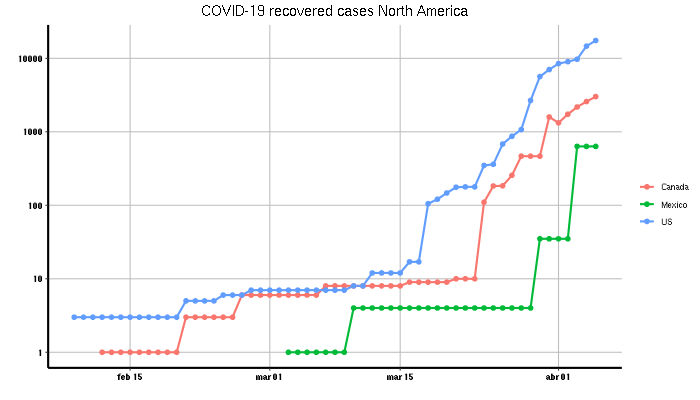 COVID-19 recovered cases North America
10000
1000
100
10
1
feb 15
mar 01
mar 15
abr 01
Canada
Mexico
US